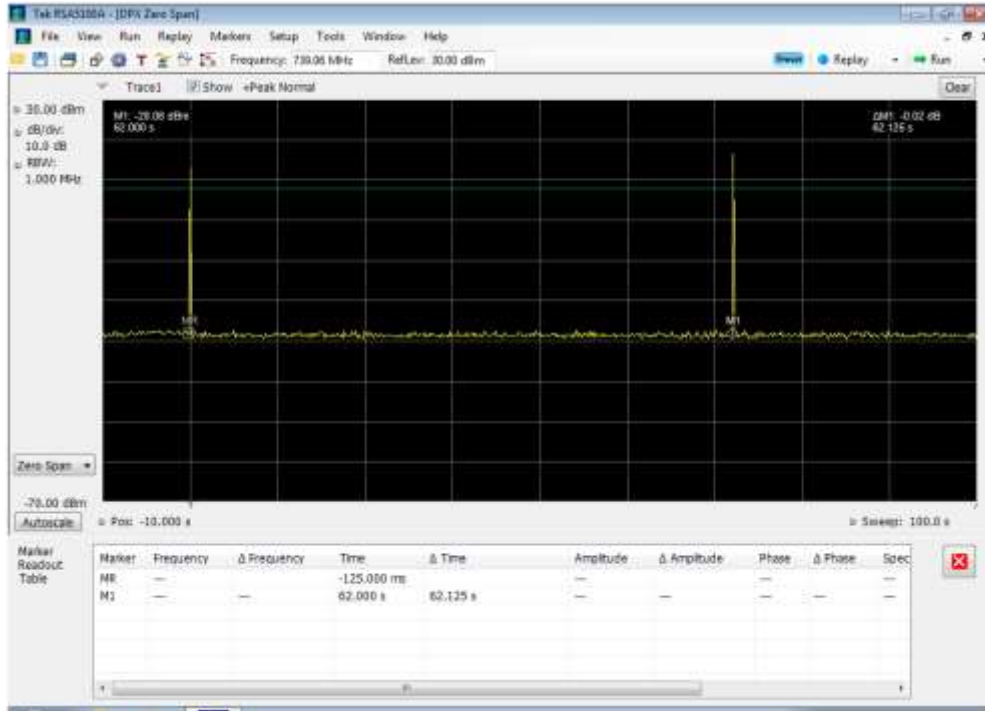 Tek RSA5100A - [DPX Zero Span]
File View Run Replay Markers Setup Tools Window Help
Frequency: 739.06 MHz RefLev: 30.00 dBm Preset Replay Run
Trace1 Show +Peak Normal Clear
30.00 dBm
dB/div:
10.0 dB
RBW:
1.000 MHz
M1: -28.08 dBm
62.000 s
ΔM1: -0.02 dB
62.125 s
MR
M1
Zero Span
-70.00 dBm
Autoscale Pos: -10.000 s Sweep: 100.0 s
Marker
Readout
Table
Marker Frequency Δ Frequency Time Δ Time Amplitude Δ Amplitude Phase Δ Phase Spec
MR --- -125.000 ms --- --- ---
M1 --- --- 62.000 s 62.125 s --- --- --- --- ---